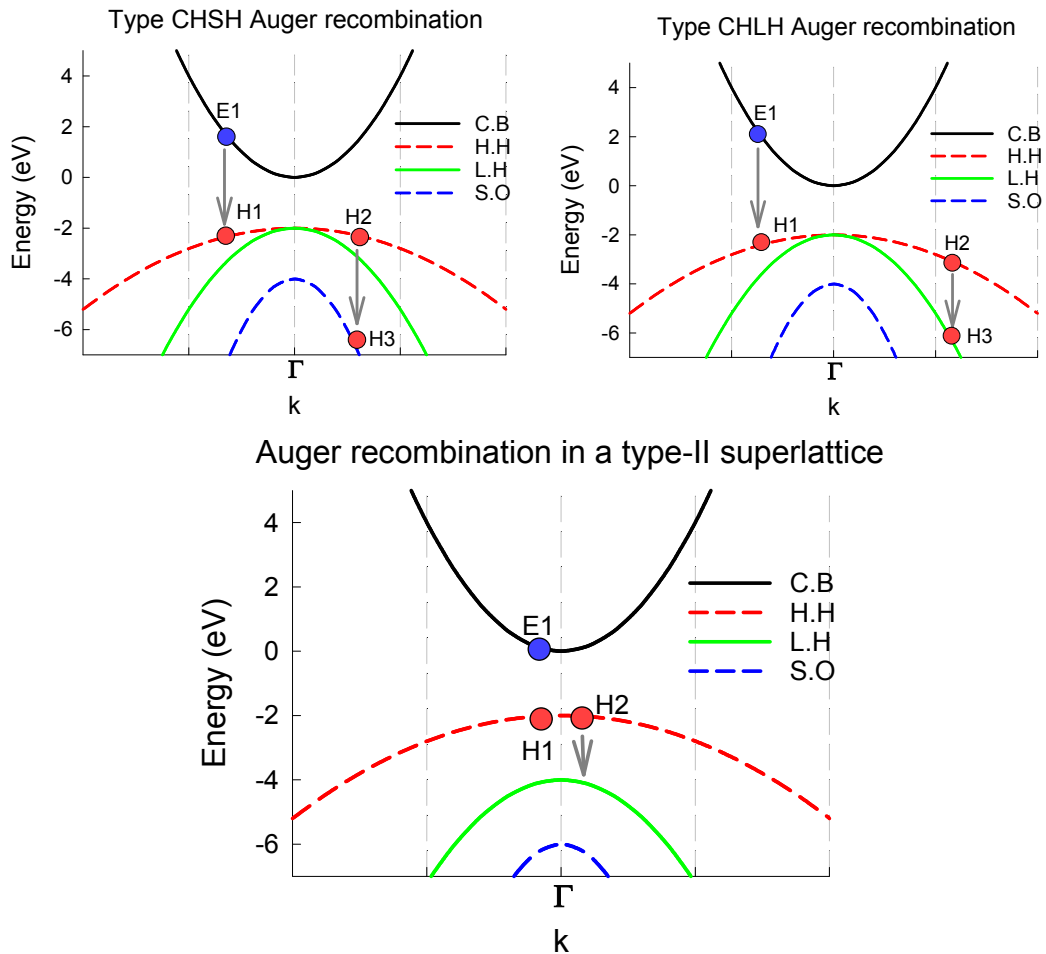 Type CHSH Auger recombination
Energy (eV)
4
2
0
-2
-4
-6
E1
H1
H2
H3
C.B
H.H
L.H
S.O
Γ
k
Type CHLH Auger recombination
Energy (eV)
4
2
0
-2
-4
-6
E1
H1
H2
H3
C.B
H.H
L.H
S.O
Γ
k
Auger recombination in a type-II superlattice
Energy (eV)
4
2
0
-2
-4
-6
E1
H1
H2
C.B
H.H
L.H
S.O
Γ
k